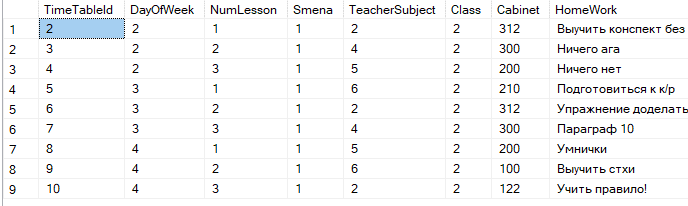 TimeTableId DayOfWeek NumLesson Smena TeacherSubject Class Cabinet HomeWork
1 2 2 1 1 2 2 312 Выучить конспект без
2 3 2 2 1 4 2 300 Ничего ага
3 4 2 3 1 5 2 200 Ничего нет
4 5 3 1 1 6 2 210 Подготовиться к к/р
5 6 3 2 1 2 2 312 Упражнение доделать
6 7 3 3 1 4 2 300 Параграф 10
7 8 4 1 1 5 2 200 Умнички
8 9 4 2 1 6 2 100 Выучить стхи
9 10 4 3 1 2 2 122 Учить правило!